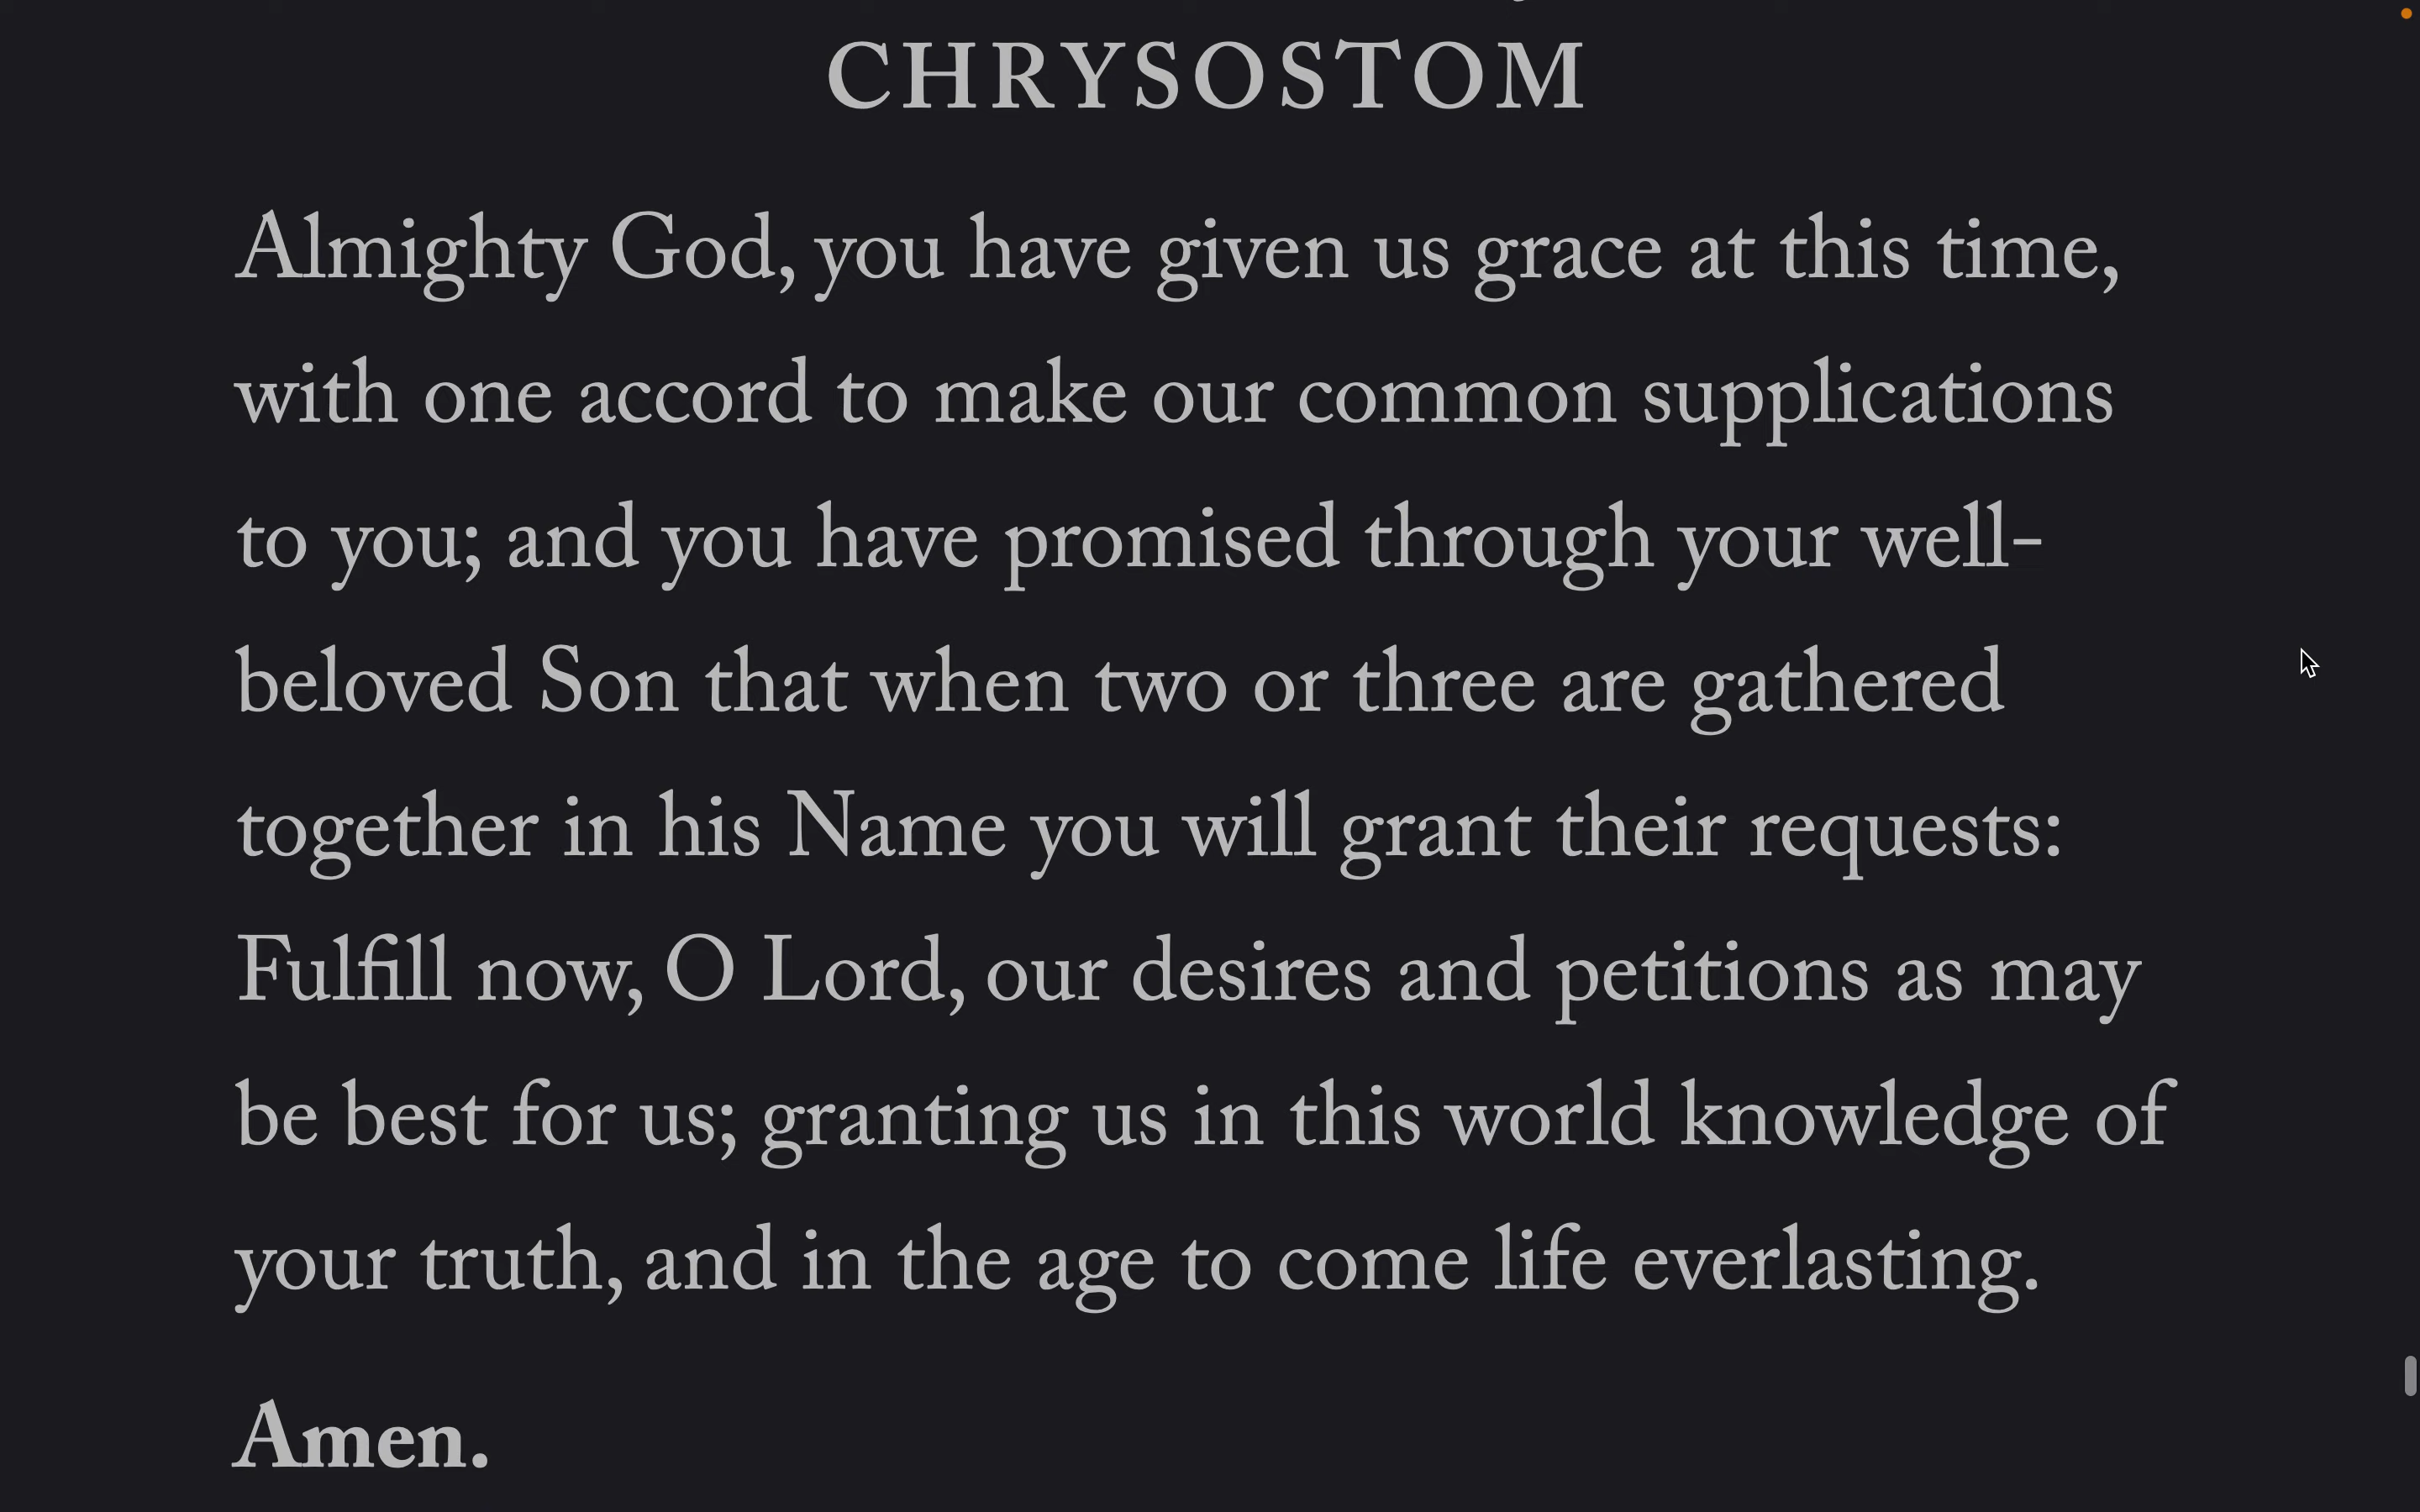 CHRYSOSTOM
Almighty God, you have given us grace at this time,
with one accord to make our common supplications
to you; and you have promised through your well-
beloved Son that when two or three are gathered
together in his Name you will grant their requests:
Fulfill now, O Lord, our desires and petitions as may
be best for us; granting us in this world knowledge of
your truth, and in the age to come life everlasting.
Amen.